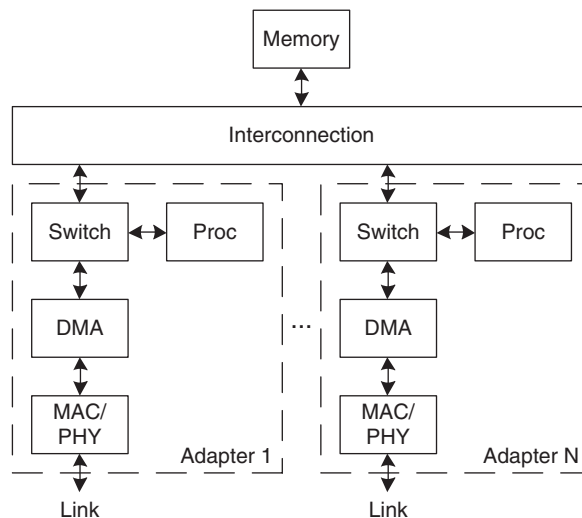 Memory
Interconnection
Switch
Proc
DMA
MAC/
PHY
Adapter 1
Link
...
Switch
Proc
DMA
MAC/
PHY
Adapter N
Link